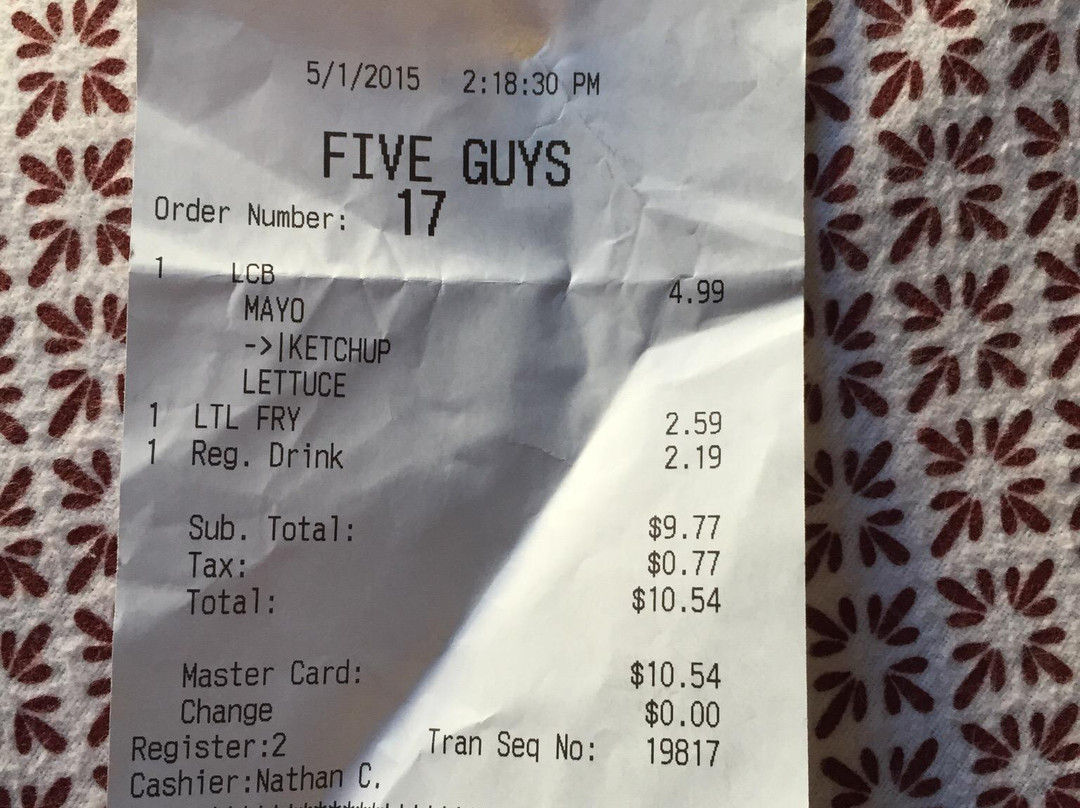 5/1/2015 2:18:30 PM
FIVE GUYS
Order Number: 17
1 LCB 4.99
MAYO
->|KETCHUP
LETTUCE
1 LTL FRY 2.59
1 Reg. Drink 2.19
Sub. Total: $9.77
Tax: $0.77
Total: $10.54
Master Card: $10.54
Change $0.00
Register:2 Tran Seq No: 19817
Cashier:Nathan C.